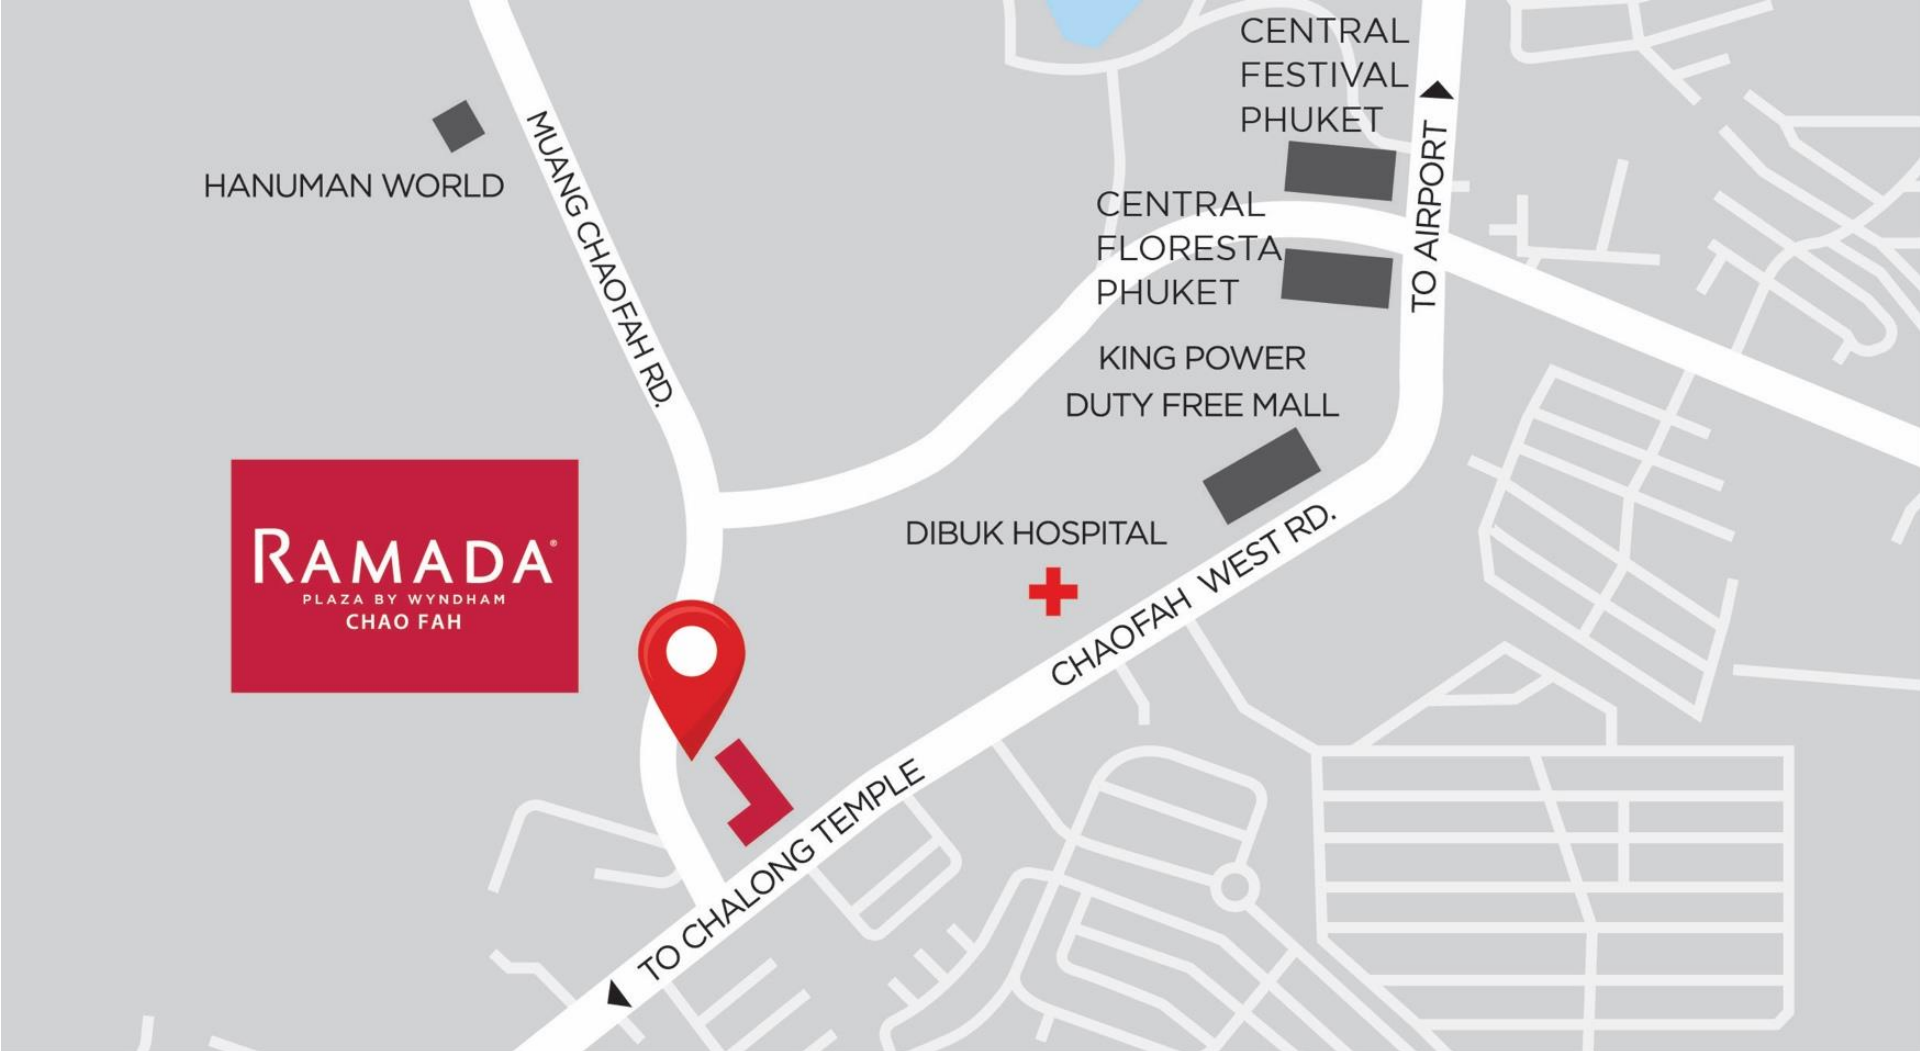 CENTRAL
FESTIVAL
PHUKET
HANUMAN WORLD
MUANG CHAOFAH RD.
TO AIRPORT
CENTRAL
FLORESTA
PHUKET
KING POWER
DUTY FREE MALL
RAMADA®
PLAZA BY WYNDHAM
CHAO FAH
DIBUK HOSPITAL
CHAOFAH WEST RD.
TO CHALONG TEMPLE